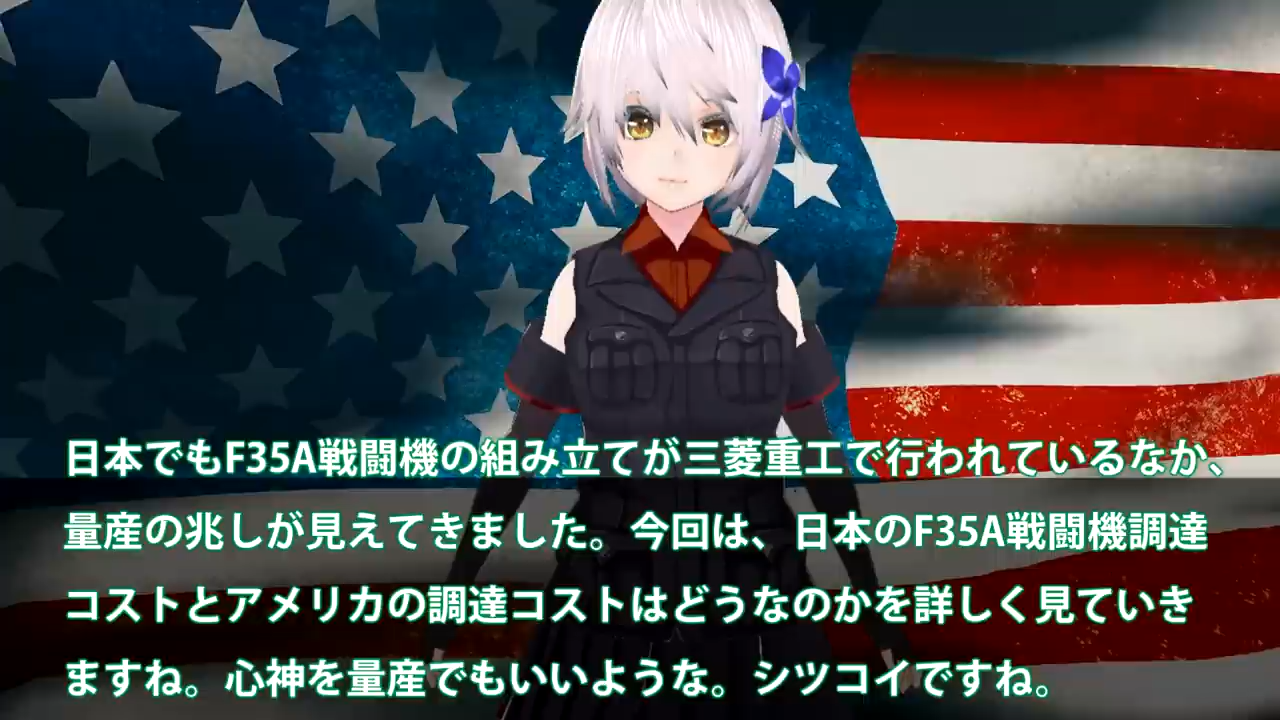 日本でもF35A戦闘機の組み立てが三菱重工で行われているなか、
量産の兆しが見えてきました。今回は、日本のF35A戦闘機調達
コストとアメリカの調達コストはどうなのかを詳しく見ていき
ますね。心神を量産でもいいような。シツコイですね。